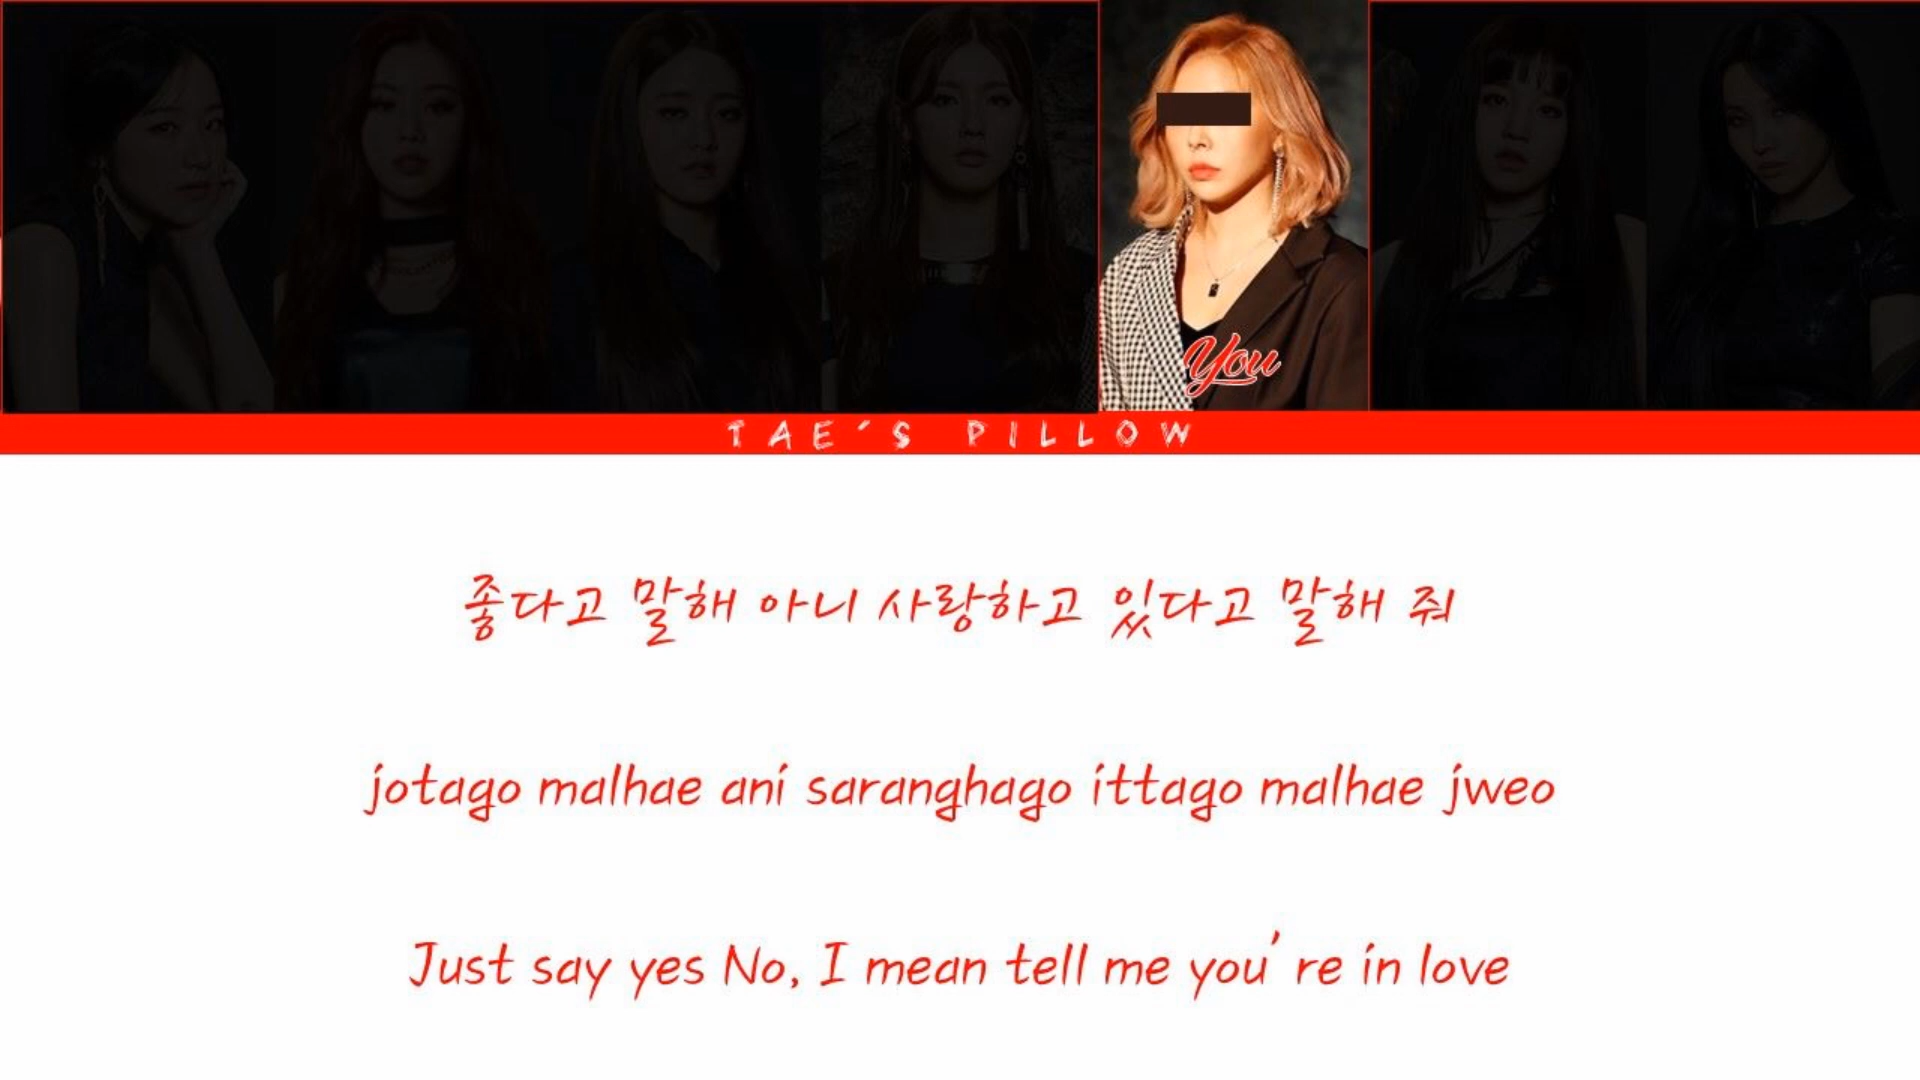 You
TAE'S PILLOW
좋다고 말해 아니 사랑하고 있다고 말해 줘
jotago malhae ani saranghago ittago malhae jweo
Just say yes No, I mean tell me you're in love